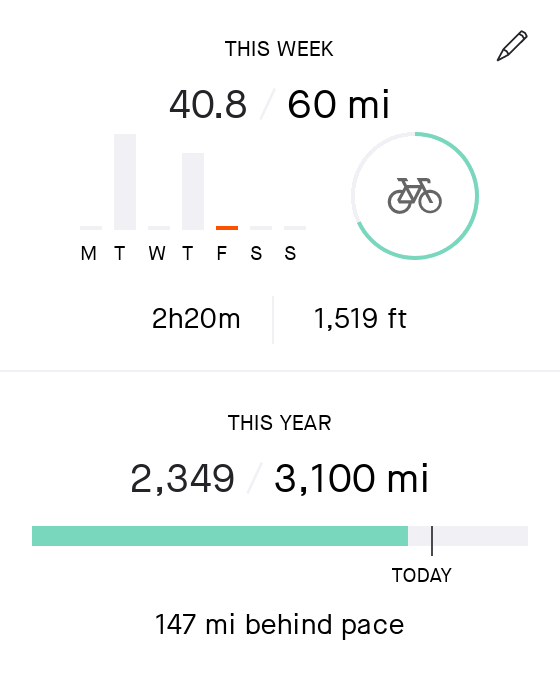 THIS WEEK
40.8 / 60 mi
M T W T F S S
2h20m 1,519 ft
THIS YEAR
2,349 / 3,100 mi
TODAY
147 mi behind pace